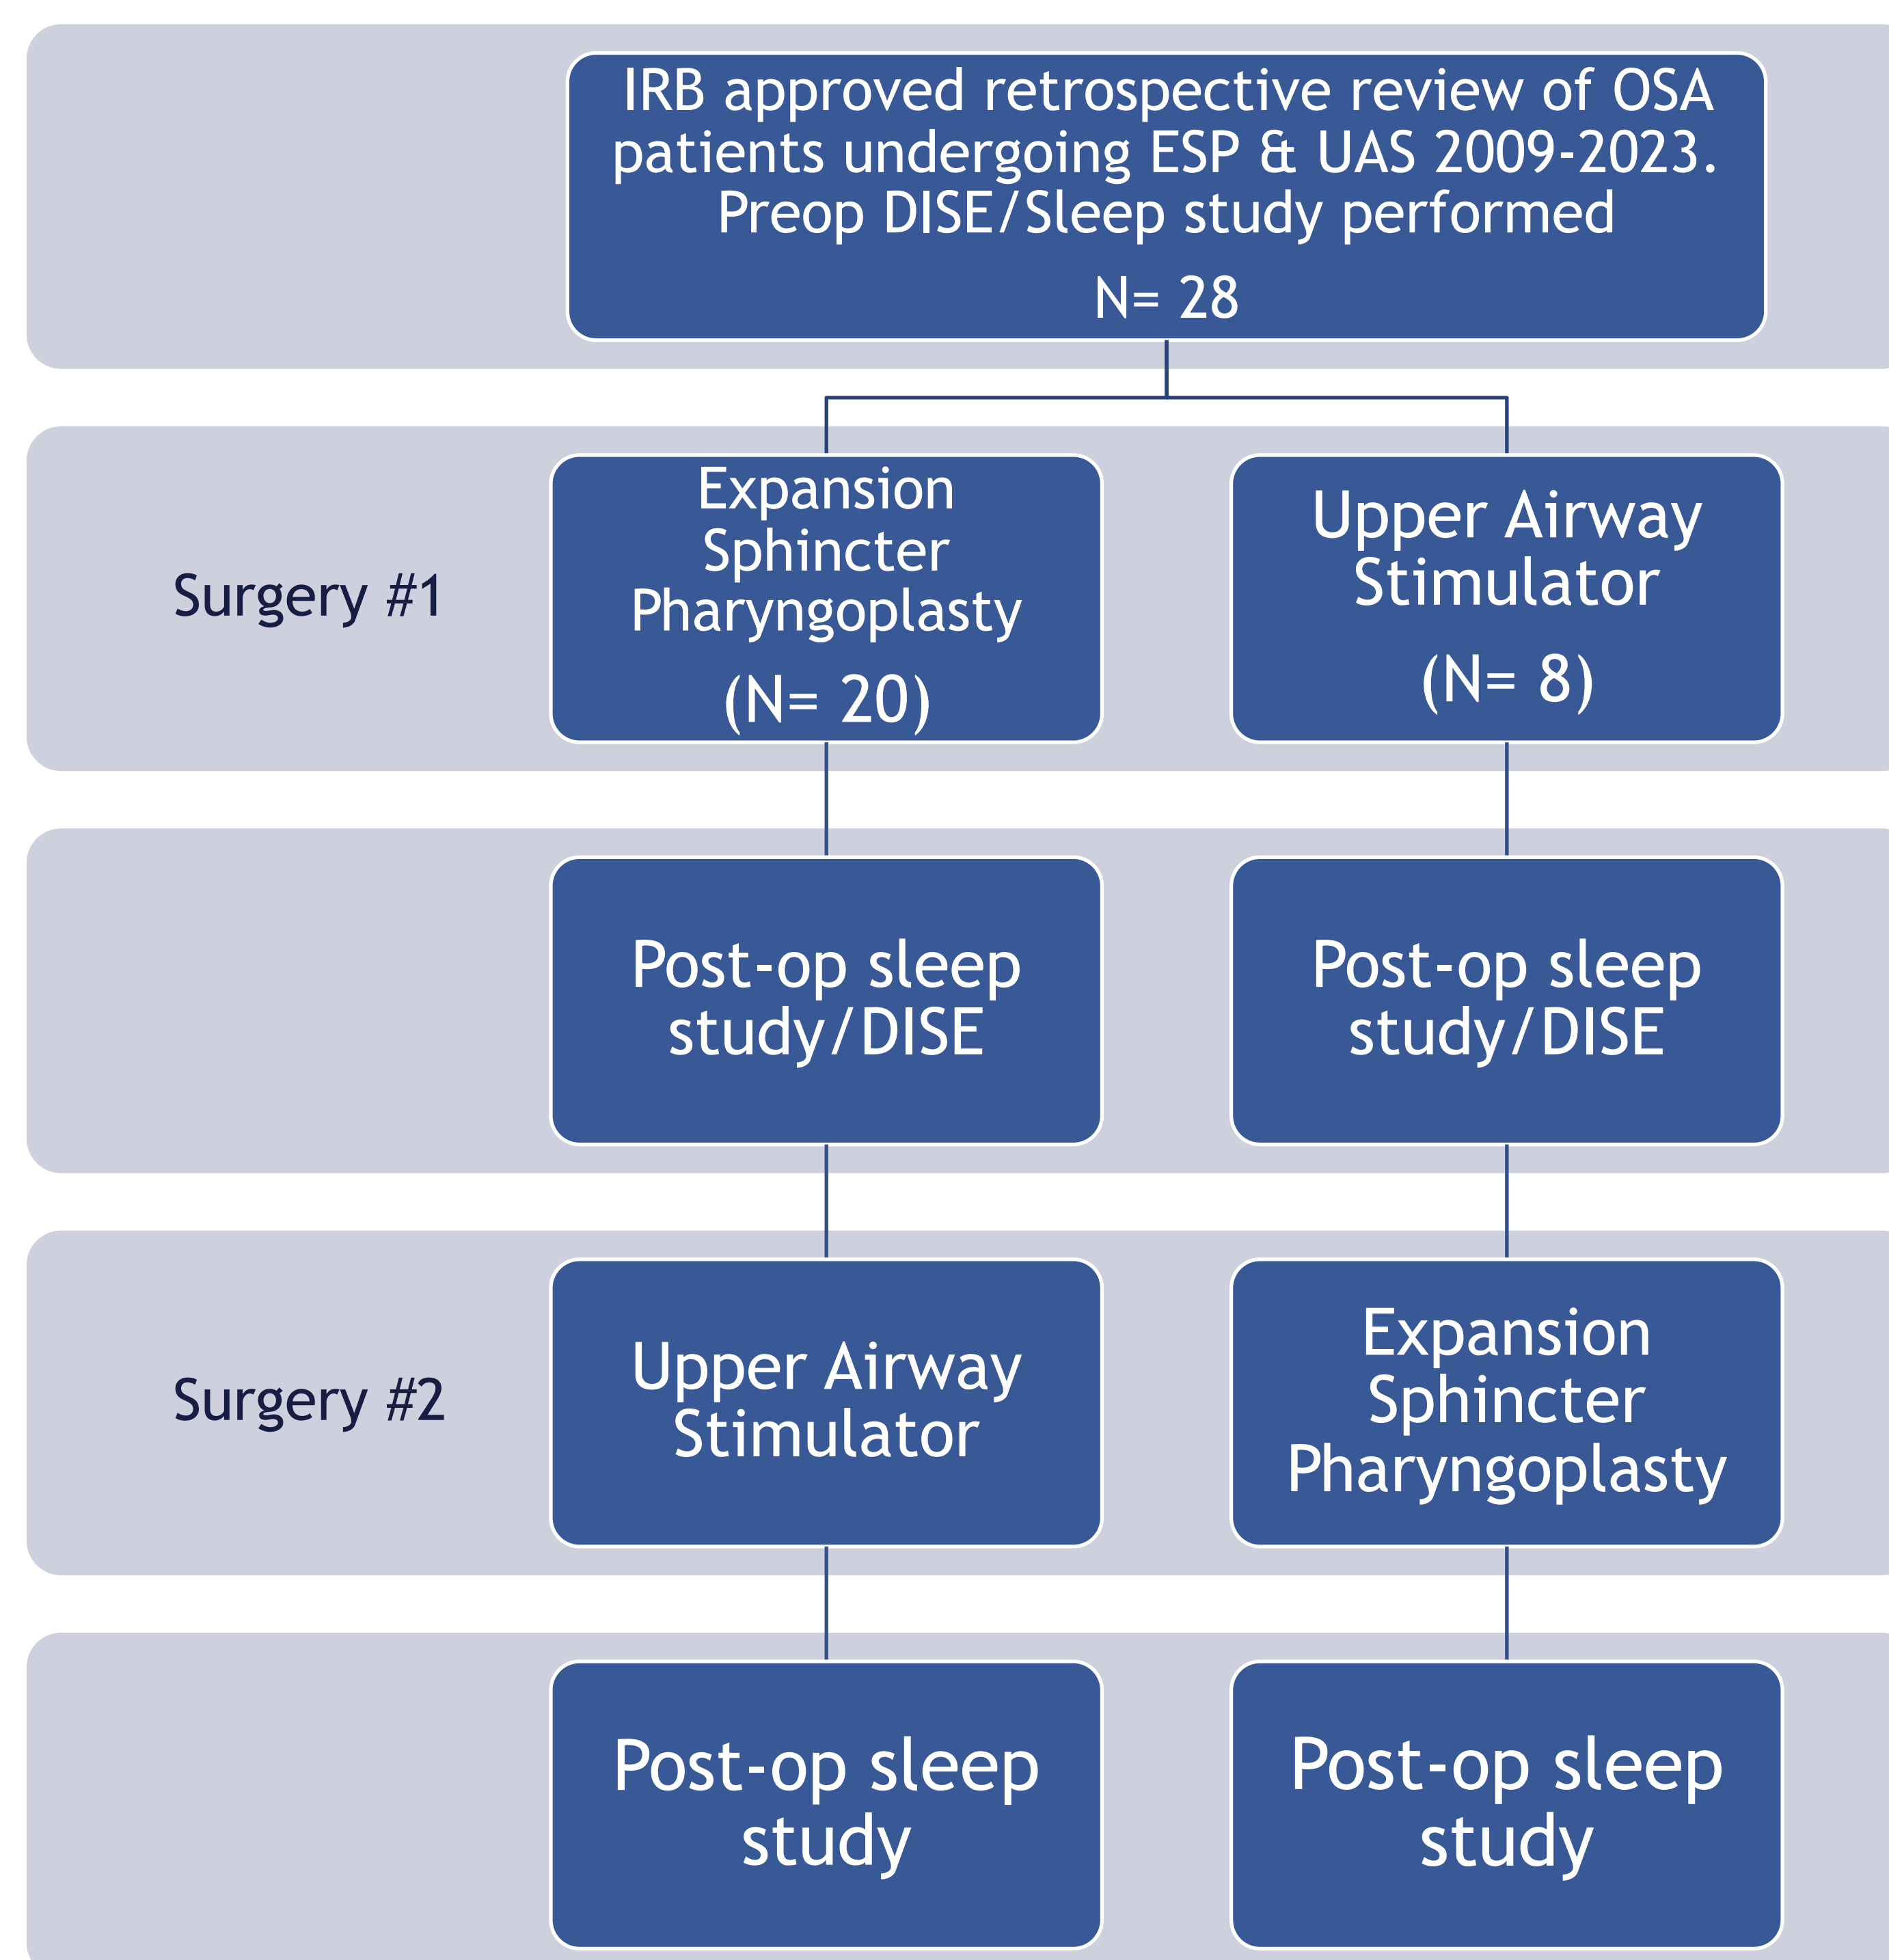 IRB approved retrospective review of OSA
patients undergoing ESP & UAS 2009-2023.
Preop DISE/Sleep study performed
N= 28
Surgery #1
Expansion
Sphincter
Pharyngoplasty
(N= 20)
Upper Airway
Stimulator
(N= 8)
Post-op sleep
study/DISE
Post-op sleep
study/DISE
Surgery #2
Upper Airway
Stimulator
Expansion
Sphincter
Pharyngoplasty
Post-op sleep
study
Post-op sleep
study